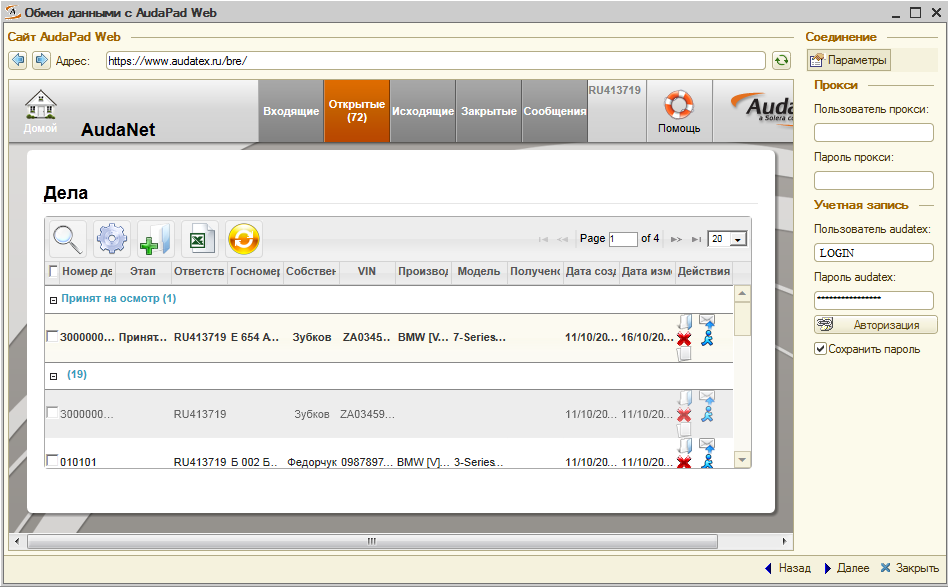 Обмен данными с AudaPad Web
Сайт AudaPad Web
Адрес: https://www.audatex.ru/bre/
Домой
AudaNet
Входящие
Открытые
(72)
Исходящие
Закрытые
Сообщения
RU413719
Помощь
Auda
a Solera co
Дела
Page 1 of 4 20
Номер де Этап Ответств Госномер Собствен VIN Производ Модель Получено Дата созд Дата изме Действия
Принят на осмотр (1)
3000000... Принят... RU413719 Е 654 А... Зубков ZA0345.. BMW [V... 7-Series... 11/10/20... 16/10/20...
(19)
3000000... RU413719 Зубков ZA03459... 11/10/20... 11/10/20...
010101 RU413719 Б 002 Б.. Федорчук 0987897... BMW [V]... 3-Series.. 11/10/20... 11/10/20...
Соединение
Параметры
Прокси
Пользователь прокси:
Пароль прокси:
Учетная запись
Пользователь audatex:
LOGIN
Пароль audatex:
****************
Авторизация
Сохранить пароль
Назад Далее Закрыть